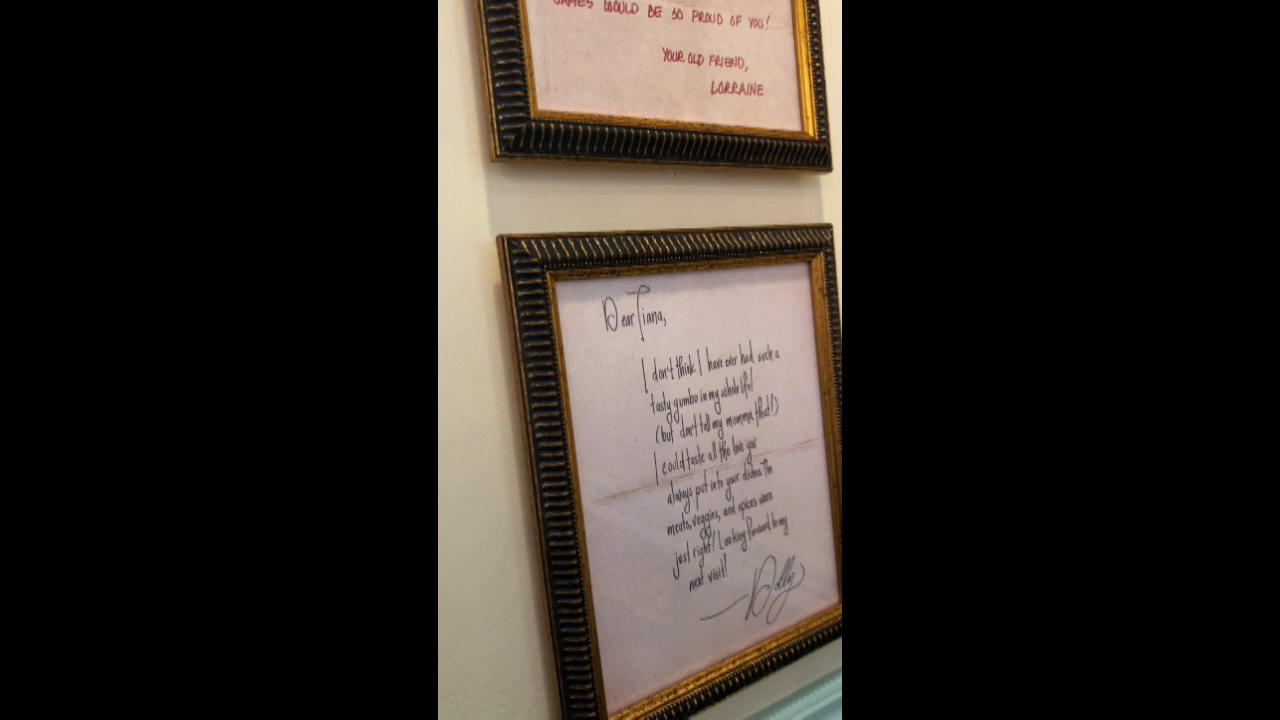 JAMES WOULD BE SO PROUD OF YOU!
YOUR OLD FRIEND,
LORRAINE
Dear Tiana,
I don't think I have ever had such a
tasty gumbo in my whole life!
(but don't tell my momma that!)
I could taste all the love you
always put into your dishes. The
meats, veggies, and spices were
just right! Looking forward to my
next visit!
—Dolly